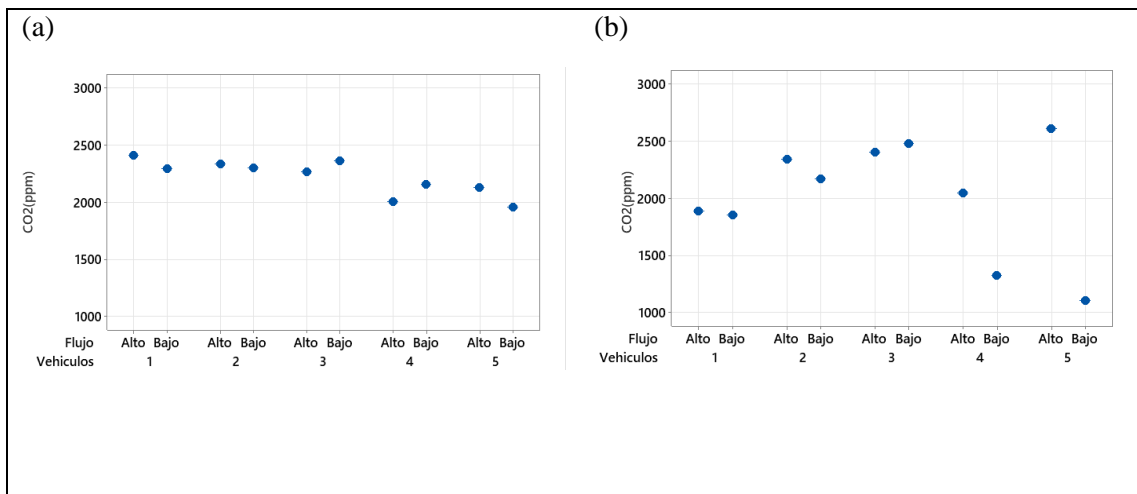 (a)
3000
2500
2000
1500
1000
CO2(ppm)
Flujo Alto Bajo Alto Bajo Alto Bajo Alto Bajo Alto Bajo
Vehiculos 1 2 3 4 5
(b)
3000
2500
2000
1500
1000
CO2(ppm)
Flujo Alto Bajo Alto Bajo Alto Bajo Alto Bajo Alto Bajo
Vehiculos 1 2 3 4 5